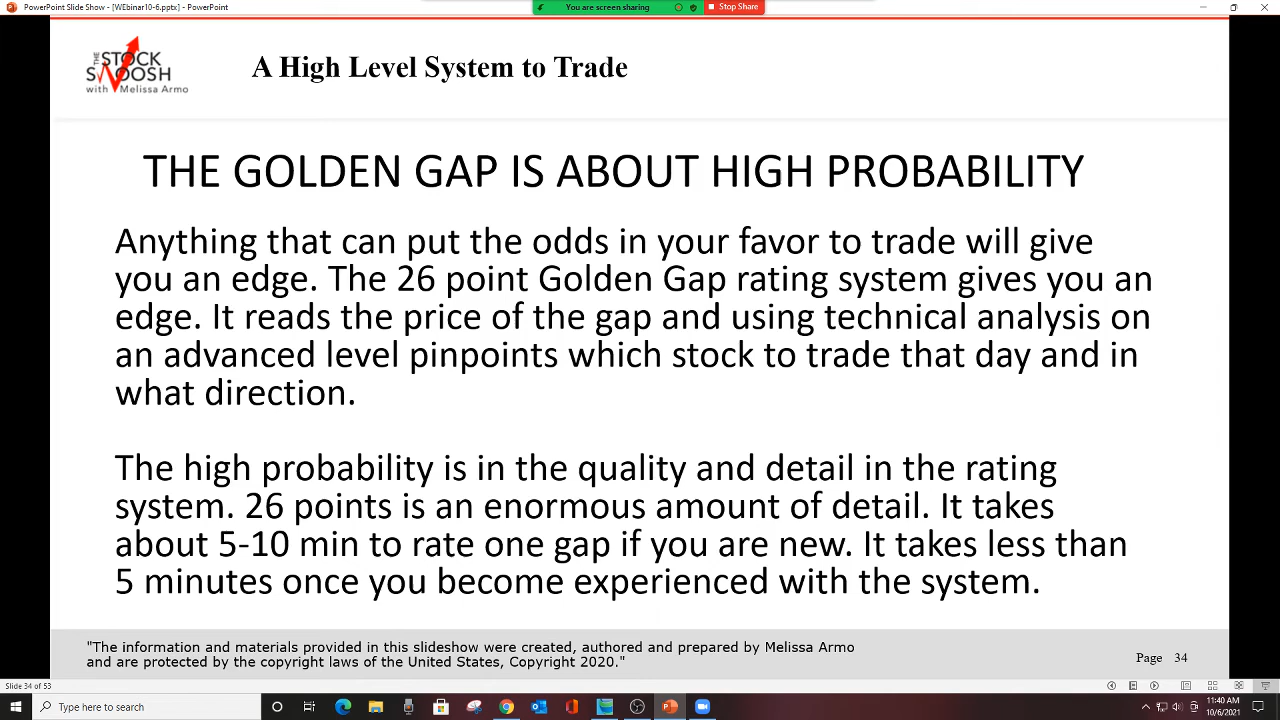 PowerPoint Slide Show - [WEbinar10-6.pptx] - PowerPoint
You are screen sharing
Stop Share
THE
STOCK
SWOOSH
with Melissa Armo
A High Level System to Trade
THE GOLDEN GAP IS ABOUT HIGH PROBABILITY
Anything that can put the odds in your favor to trade will give
you an edge. The 26 point Golden Gap rating system gives you an
edge. It reads the price of the gap and using technical analysis on
an advanced level pinpoints which stock to trade that day and in
what direction.
The high probability is in the quality and detail in the rating
system. 26 points is an enormous amount of detail. It takes
about 5-10 min to rate one gap if you are new. It takes less than
5 minutes once you become experienced with the system.
"The information and materials provided in this slideshow were created, authored and prepared by Melissa Armo
and are protected by the copyright laws of the United States, Copyright 2020."
Page 34
Slide 34 of 53
Type here to search
11:40 AM
10/6/2021